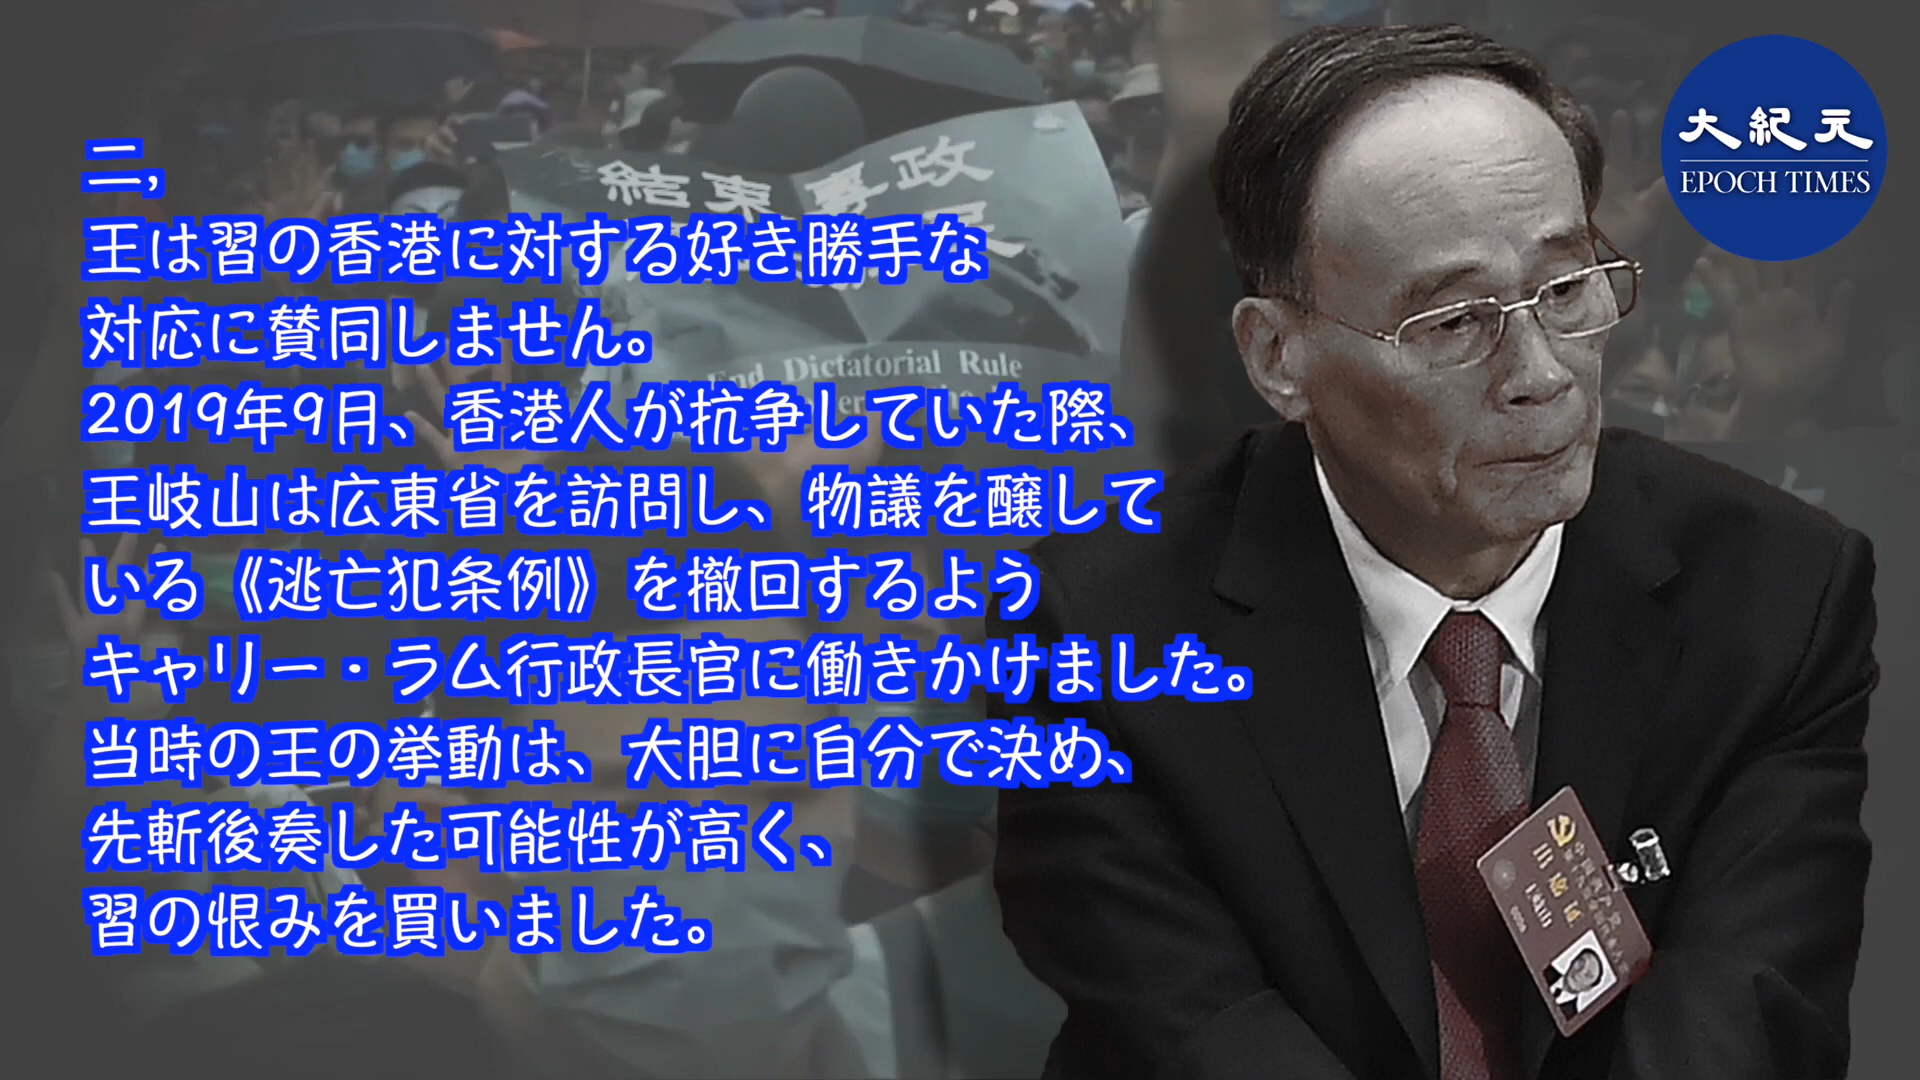 二,
王は習の香港に対する好き勝手な
対応に賛同しません。
2019年9月、香港人が抗争していた際、
王岐山は広東省を訪問し、物議を醸して
いる《逃亡犯条例》を撤回するよう
キャリー・ラム行政長官に働きかけました。
当時の王の挙動は、大胆に自分で決め、
先斬後奏した可能性が高く、
習の恨みを買いました。
大紀元
EPOCH TIMES
結束專政
End Dictatorial Rule
出席证
王岐山